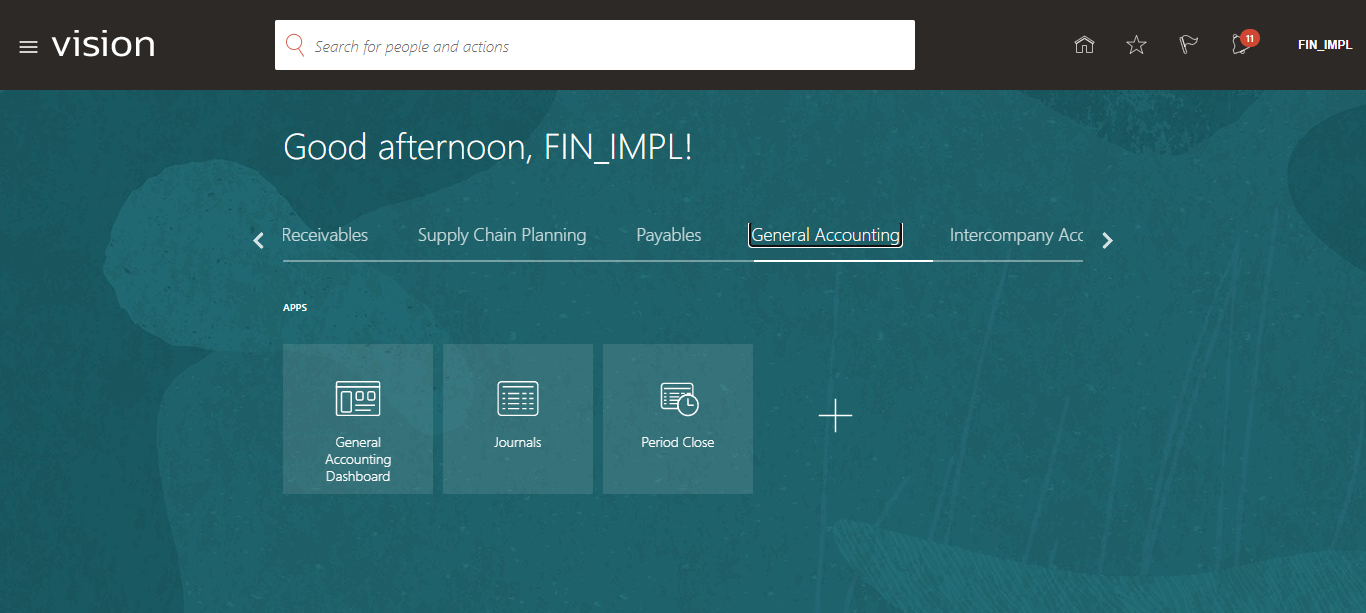 vision
Search for people and actions
11
FIN_IMPL
Good afternoon, FIN_IMPL!
Receivables
Supply Chain Planning
Payables
General Accounting
Intercompany Acc
APPS
General
Accounting
Dashboard
Journals
Period Close